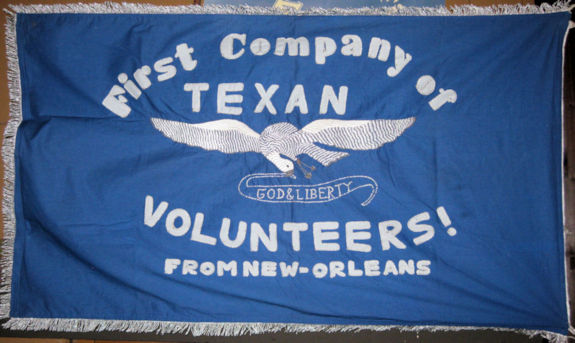 First Company of
TEXAN
GOD&LIBERTY
VOLUNTEERS!
FROM NEW-ORLEANS